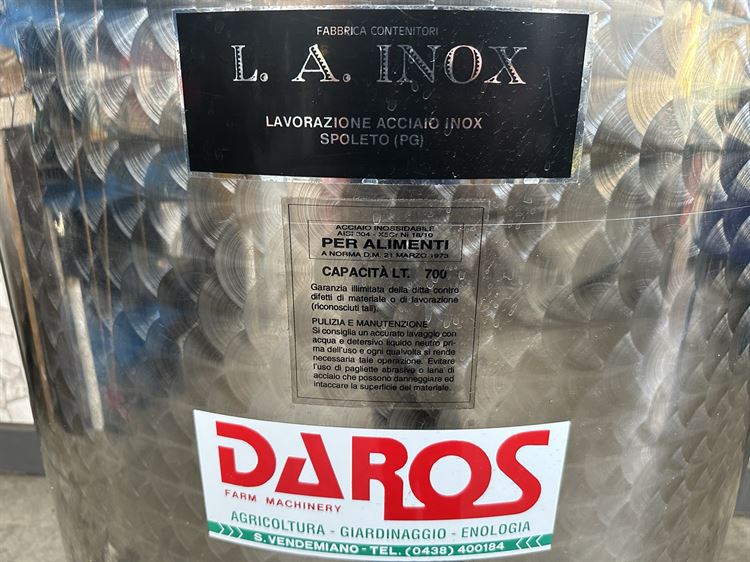 FABBRICA CONTENITORI
L. A. INOX
LAVORAZIONE ACCIAIO INOX
SPOLETO (PG)
ACCIAIO INOSSIDABILE
AISI 304 - X5Cr Ni 18/10
PER ALIMENTI
A NORMA D.M. 21 MARZO 1973
CAPACITÀ LT. 700
Garanzia illimitata della ditta contro
difetti di materiale o di lavorazione
(riconosciuti tali).
PULIZIA E MANUTENZIONE
Si consiglia un accurato lavaggio con
acqua e detersivo liquido neutro pri-
ma dell'uso e ogni qualvolta si rende
necessaria tale operazione. Evitare
l'uso di pagliette abrasive o lana di
acciaio che possono danneggiare ed
intaccare la superficie del materiale.
DAROS
FARM MACHINERY
AGRICOLTURA - GIARDINAGGIO - ENOLOGIA
S. VENDEMIANO - TEL. (0438) 400184